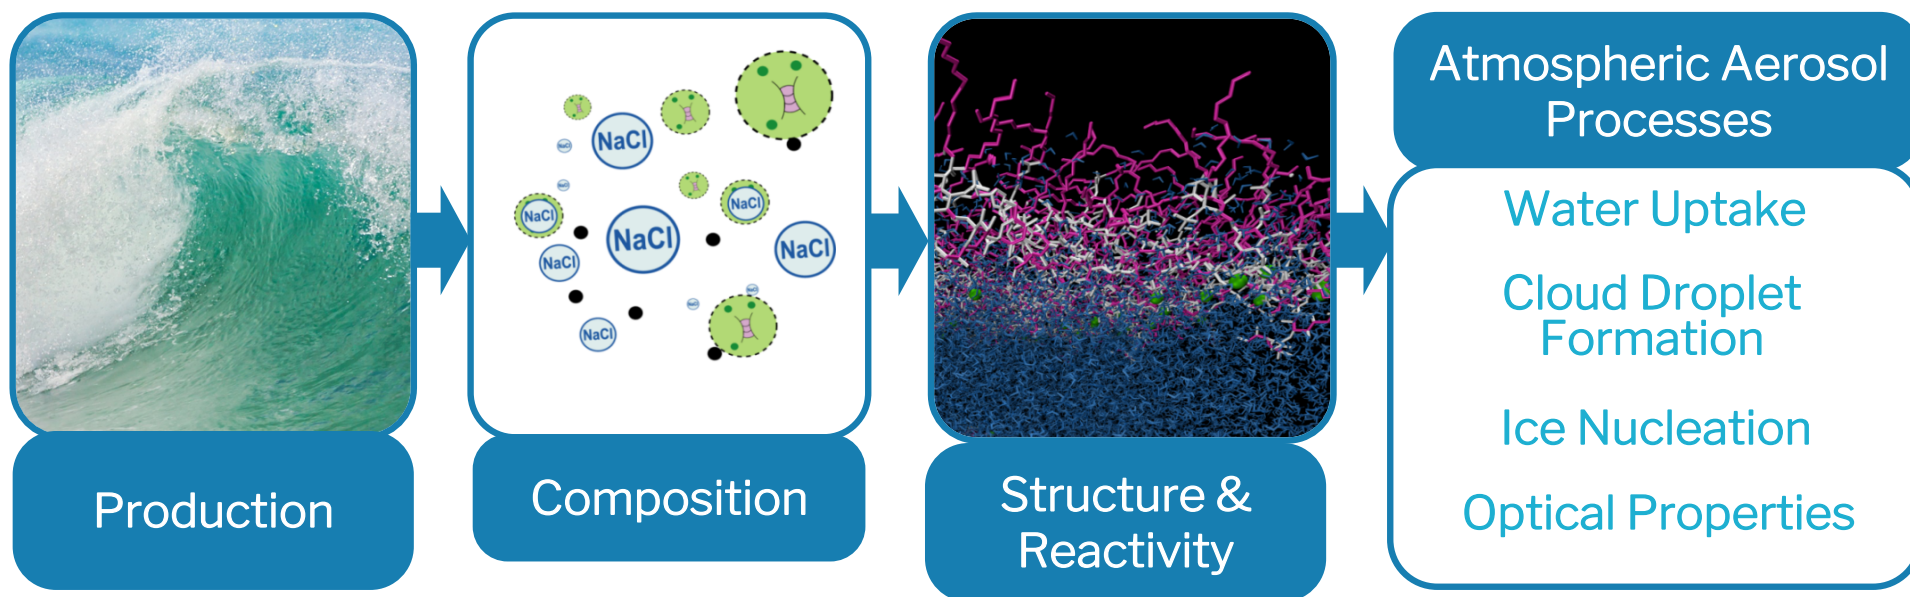 Production
NaCl
NaCl
NaCl
NaCl
NaCl
NaCl
NaCl
Composition
Structure &
Reactivity
Atmospheric Aerosol
Processes
Water Uptake
Cloud Droplet
Formation
Ice Nucleation
Optical Properties